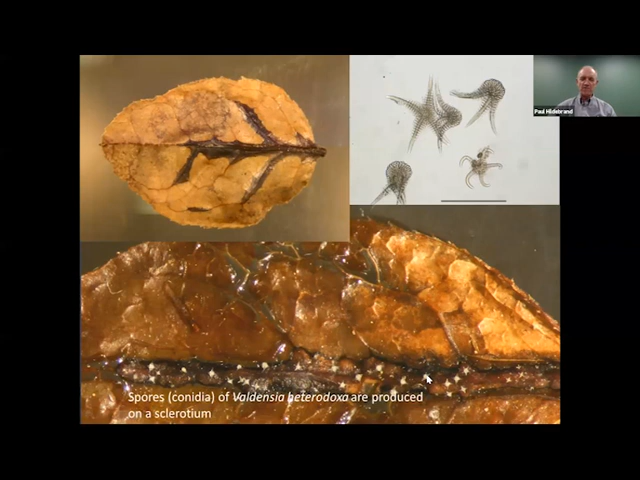 Paul Hildebrand
Spores (conidia) of Valdensia heterodoxa are produced
on a sclerotium